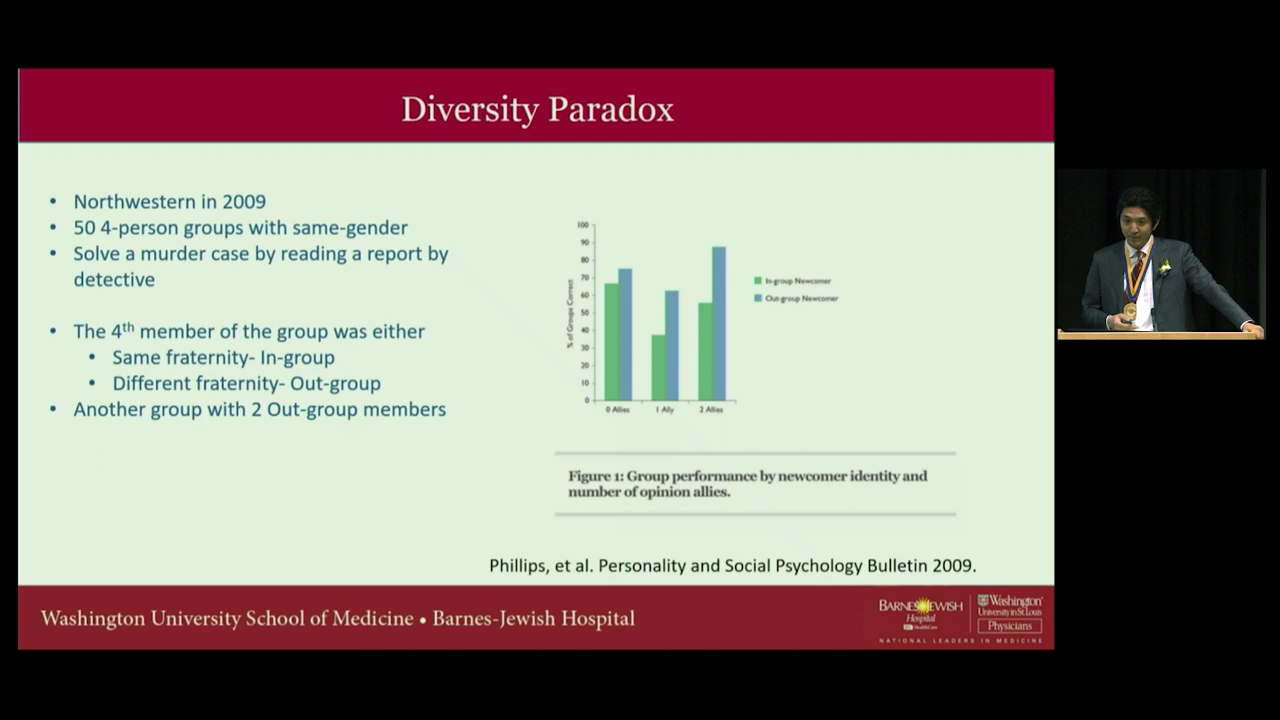 Diversity Paradox
• Northwestern in 2009
• 50 4-person groups with same-gender
• Solve a murder case by reading a report by
detective
• The 4th member of the group was either
• Same fraternity- In-group
• Different fraternity- Out-group
• Another group with 2 Out-group members
% of Groups Correct
100
90
80
70
60
50
40
30
20
10
0
0 Allies
1 Ally
2 Allies
In-group Newcomer
Out-group Newcomer
Figure 1: Group performance by newcomer identity and
number of opinion allies.
Phillips, et al. Personality and Social Psychology Bulletin 2009.
Washington University School of Medicine • Barnes-Jewish Hospital
BARNES JEWISH
Hospital
BJC HealthCare
Washington
University in St. Louis
Physicians
NATIONAL LEADERS IN MEDICINE